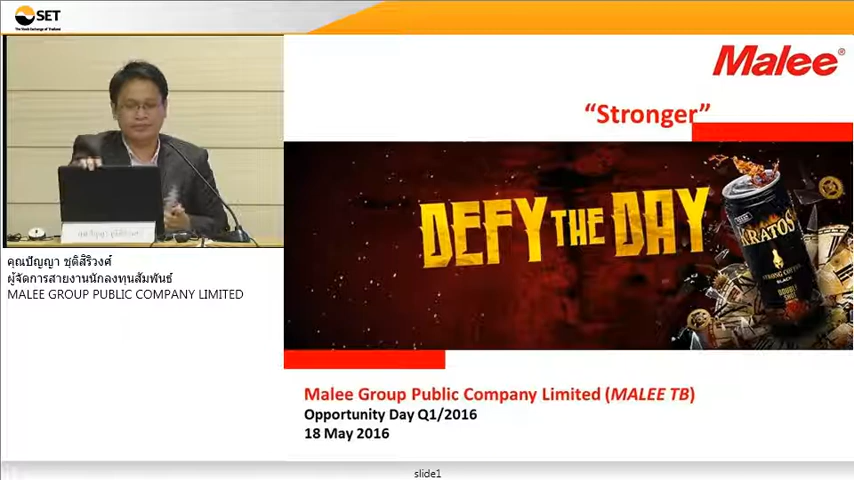 SET
The Stock Exchange of Thailand
Malee®
“Stronger”
DEFY THE DAY
KRATOS
STRONG COFFEE
BLACK
DOUBLE
SHOT
คุณปัญญา ชุติสิริวงศ์
ผู้จัดการสายงานนักลงทุนสัมพันธ์
MALEE GROUP PUBLIC COMPANY LIMITED
Malee Group Public Company Limited (MALEE TB)
Opportunity Day Q1/2016
18 May 2016
slide1